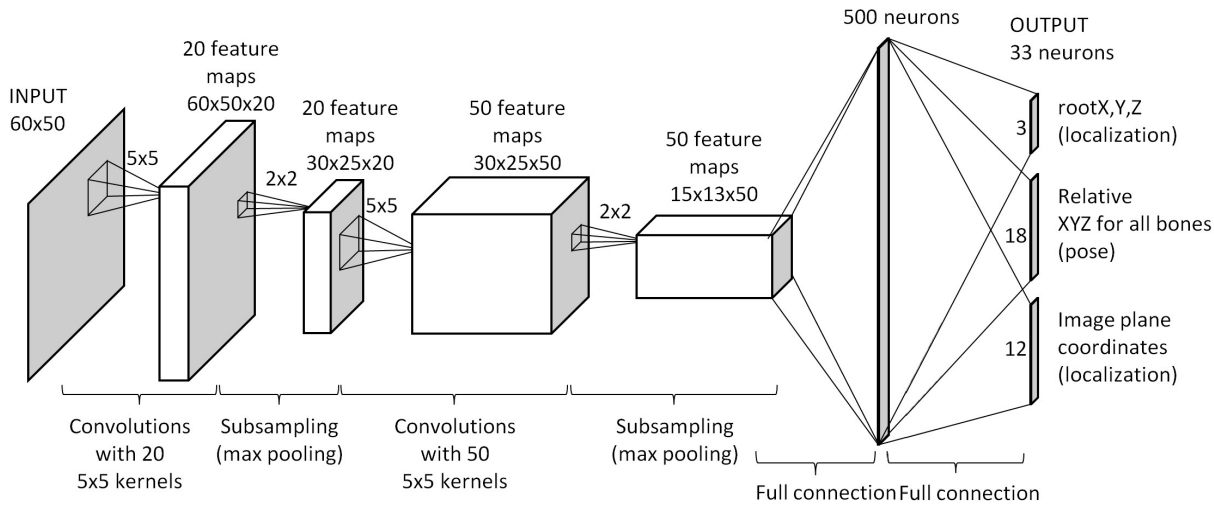 INPUT
60x50
5x5
20 feature
maps
60x50x20
2x2
20 feature
maps
30x25x20
5x5
50 feature
maps
30x25x50
2x2
50 feature
maps
15x13x50
500 neurons
OUTPUT
33 neurons
3
rootX,Y,Z
(localization)
18
Relative
XYZ for all bones
(pose)
12
Image plane
coordinates
(localization)
Convolutions
with 20
5x5 kernels
Subsampling
(max pooling)
Convolutions
with 50
5x5 kernels
Subsampling
(max pooling)
Full connection
Full connection